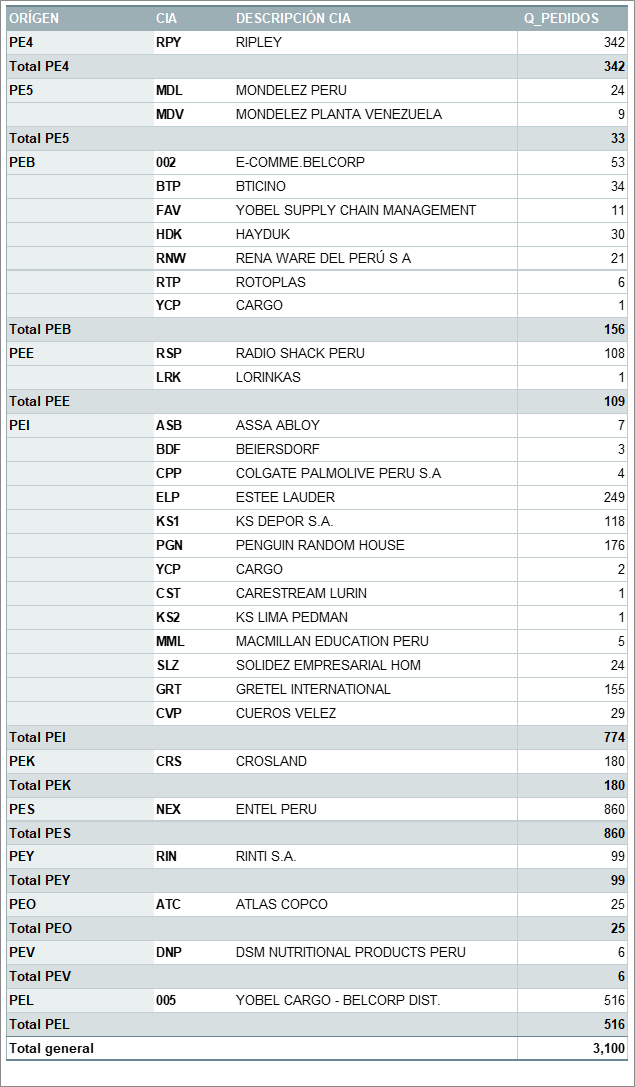 ORÍGEN CIA DESCRIPCIÓN CIA Q_PEDIDOS
PE4 RPY RIPLEY 342
Total PE4 342
PE5 MDL MONDELEZ PERU 24
MDV MONDELEZ PLANTA VENEZUELA 9
Total PE5 33
PEB 002 E-COMME.BELCORP 53
BTP BTICINO 34
FAV YOBEL SUPPLY CHAIN MANAGEMENT 11
HDK HAYDUK 30
RNW RENA WARE DEL PERÚ S A 21
RTP ROTOPLAS 6
YCP CARGO 1
Total PEB 156
PEE RSP RADIO SHACK PERU 108
LRK LORINKAS 1
Total PEE 109
PEI ASB ASSA ABLOY 7
BDF BEIERSDORF 3
CPP COLGATE PALMOLIVE PERU S.A 4
ELP ESTEE LAUDER 249
KS1 KS DEPOR S.A. 118
PGN PENGUIN RANDOM HOUSE 176
YCP CARGO 2
CST CARESTREAM LURIN 1
KS2 KS LIMA PEDMAN 1
MML MACMILLAN EDUCATION PERU 5
SLZ SOLIDEZ EMPRESARIAL HOM 24
GRT GRETEL INTERNATIONAL 155
CVP CUEROS VELEZ 29
Total PEI 774
PEK CRS CROSLAND 180
Total PEK 180
PES NEX ENTEL PERU 860
Total PES 860
PEY RIN RINTI S.A. 99
Total PEY 99
PEO ATC ATLAS COPCO 25
Total PEO 25
PEV DNP DSM NUTRITIONAL PRODUCTS PERU 6
Total PEV 6
PEL 005 YOBEL CARGO - BELCORP DIST. 516
Total PEL 516
Total general 3,100